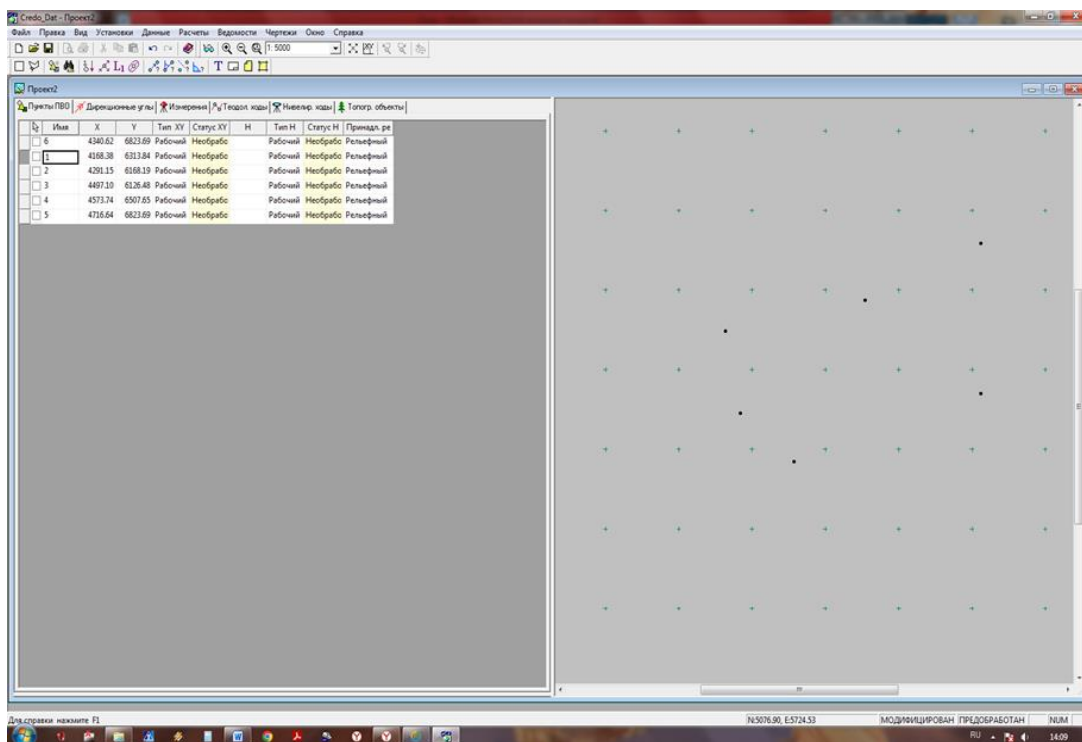 Credo_Dat - Проект2
Файл Правка Вид Установки Данные Расчеты Ведомости Чертежи Окно Справка
1: 5000
Проект2
Пункты ПВО Дирекционные углы Измерения Теодол. ходы Нивелир. ходы Топогр. объекты
Имя X Y Тип XY Статус XY H Тип H Статус H Принадл. ре
6 4340.62 6823.69 Рабочий Необрабо Рабочий Необрабо Рельефный
1 4168.38 6313.84 Рабочий Необрабо Рабочий Необрабо Рельефный
2 4291.15 6168.19 Рабочий Необрабо Рабочий Необрабо Рельефный
3 4497.10 6126.48 Рабочий Необрабо Рабочий Необрабо Рельефный
4 4573.74 6507.65 Рабочий Необрабо Рабочий Необрабо Рельефный
5 4716.64 6823.69 Рабочий Необрабо Рабочий Необрабо Рельефный
Для справки нажмите F1
N:5076.90, E:5724.53 МОДИФИЦИРОВАН ПРЕДОБРАБОТАН NUM
RU 14:09